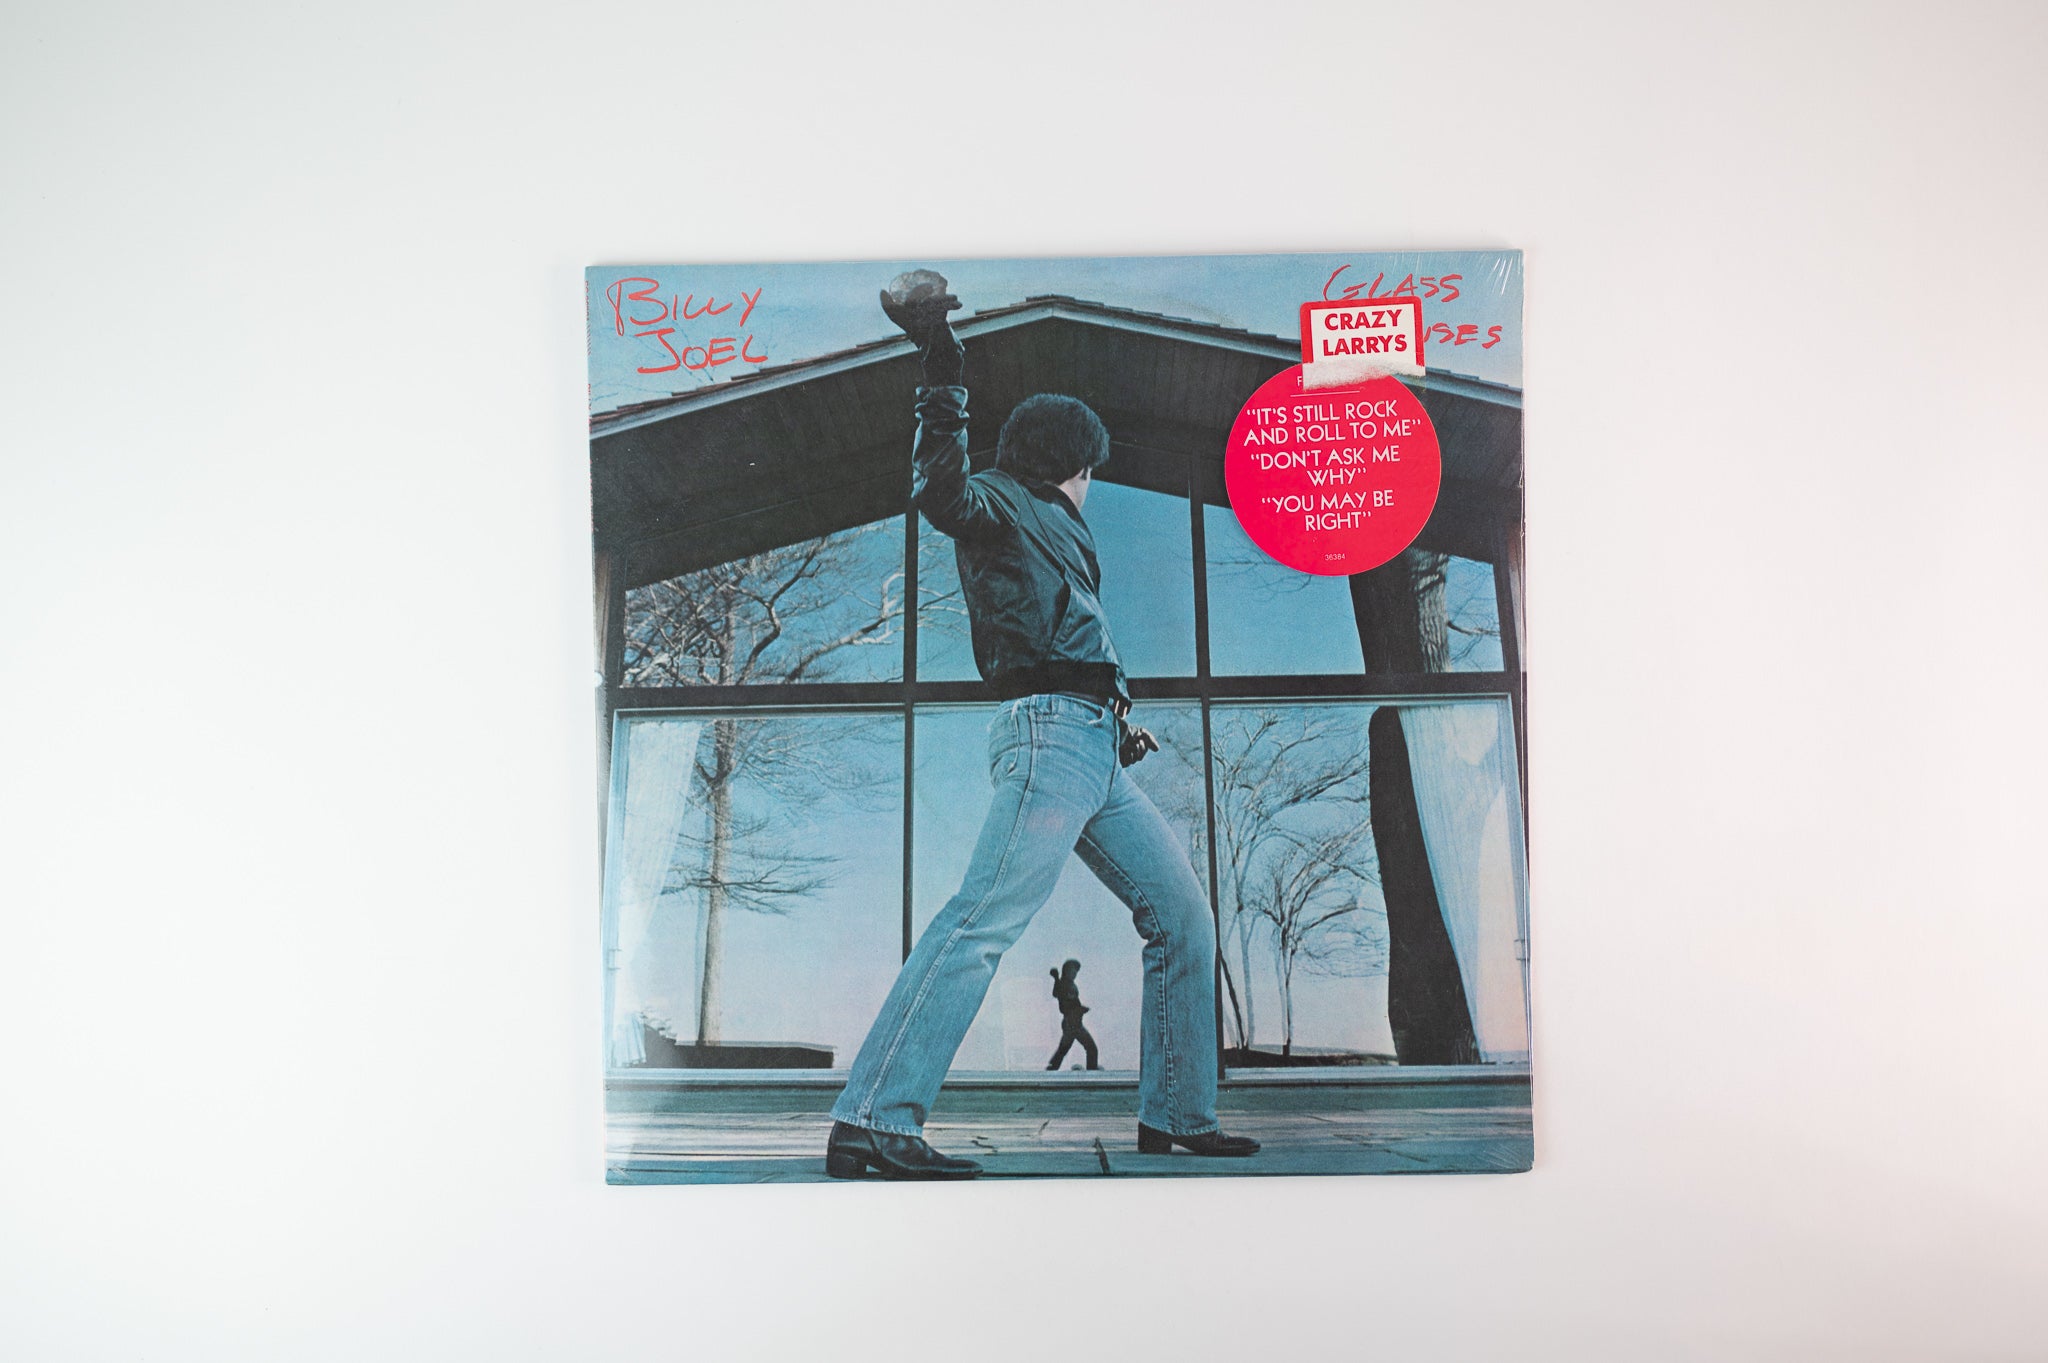 BILLY
JOEL
GLASS
CRAZY
LARRYS
"IT'S STILL ROCK
AND ROLL TO ME"
"DON'T ASK ME
WHY"
"YOU MAY BE
RIGHT"
36384